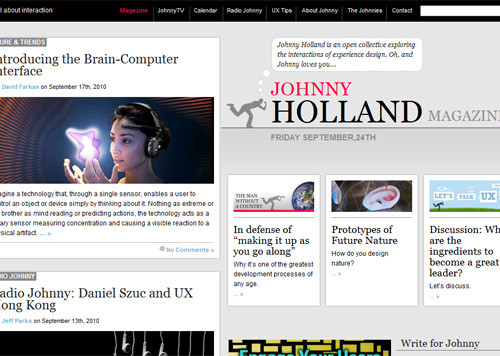 l about interaction
Magazine
JohnnyTV
Calendar
Radio Johnny
UX Tips
About Johnny
The Johnnies
Contact
URE & TRENDS
ntroducing the Brain-Computer
nterface
David Farkas on September 17th, 2010
agine a technology that, through a single sensor, enables a user to
ntrol an object or device simply by thinking about it. Nothing as extreme or
brother as mind reading or predicting actions, the technology acts as a
ary sensor measuring concentration and causing a visible reaction to a
ysical artifact. ... »
No Comments »
DIO JOHNNY
adio Johnny: Daniel Szuc and UX
ong Kong
Jeff Parks on September 13th, 2010
Johnny Holland is an open collective exploring
the interactions of experience design. Oh, and
Johnny loves you...
JOHNNY
HOLLAND MAGAZINE
FRIDAY SEPTEMBER,24TH
THE MAN
WITHOUT
A COUNTRY
In defense of
“making it up as
you go along”
Why it's one of the greatest
development processes of
any age.
... »
Prototypes of
Future Nature
How do you design
nature?
... »
LET'S TALK UX
Discussion: Wh
are the
ingredients to
become a great
leader?
Let's discuss.
... »
Engage Your Users
Write for Johnny